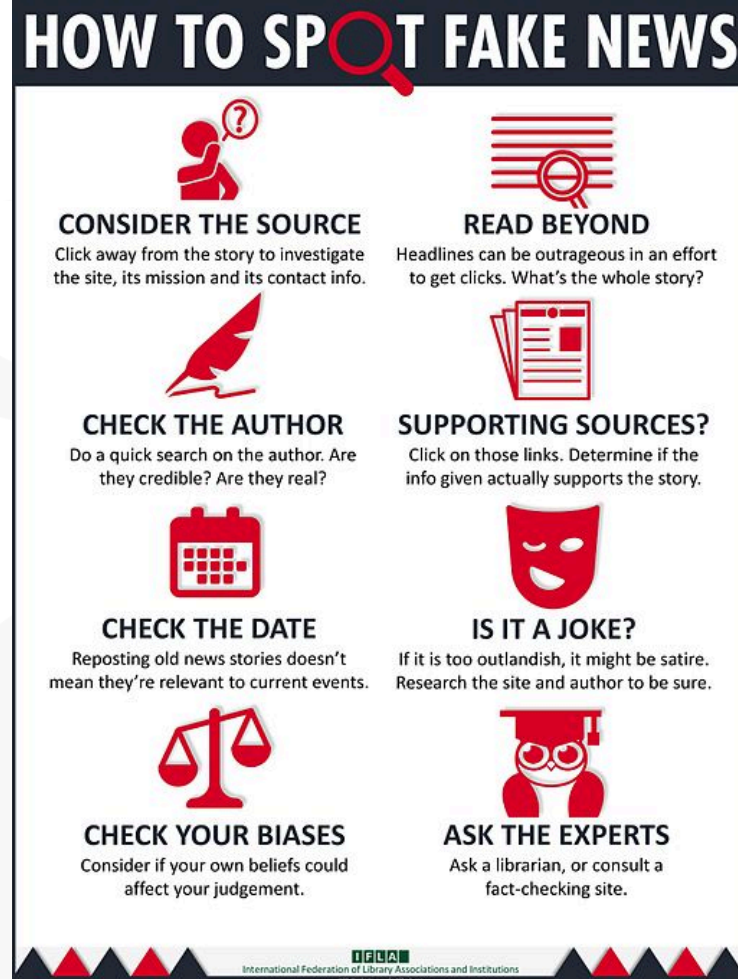 HOW TO SPOT FAKE NEWS
?
CONSIDER THE SOURCE
Click away from the story to investigate
the site, its mission and its contact info.
READ BEYOND
Headlines can be outrageous in an effort
to get clicks. What's the whole story?
CHECK THE AUTHOR
Do a quick search on the author. Are
they credible? Are they real?
SUPPORTING SOURCES?
Click on those links. Determine if the
info given actually supports the story.
CHECK THE DATE
Reposting old news stories doesn't
mean they're relevant to current events.
IS IT A JOKE?
If it is too outlandish, it might be satire.
Research the site and author to be sure.
CHECK YOUR BIASES
Consider if your own beliefs could
affect your judgement.
ASK THE EXPERTS
Ask a librarian, or consult a
fact-checking site.
IFLA
International Federation of Library Associations and Institutions